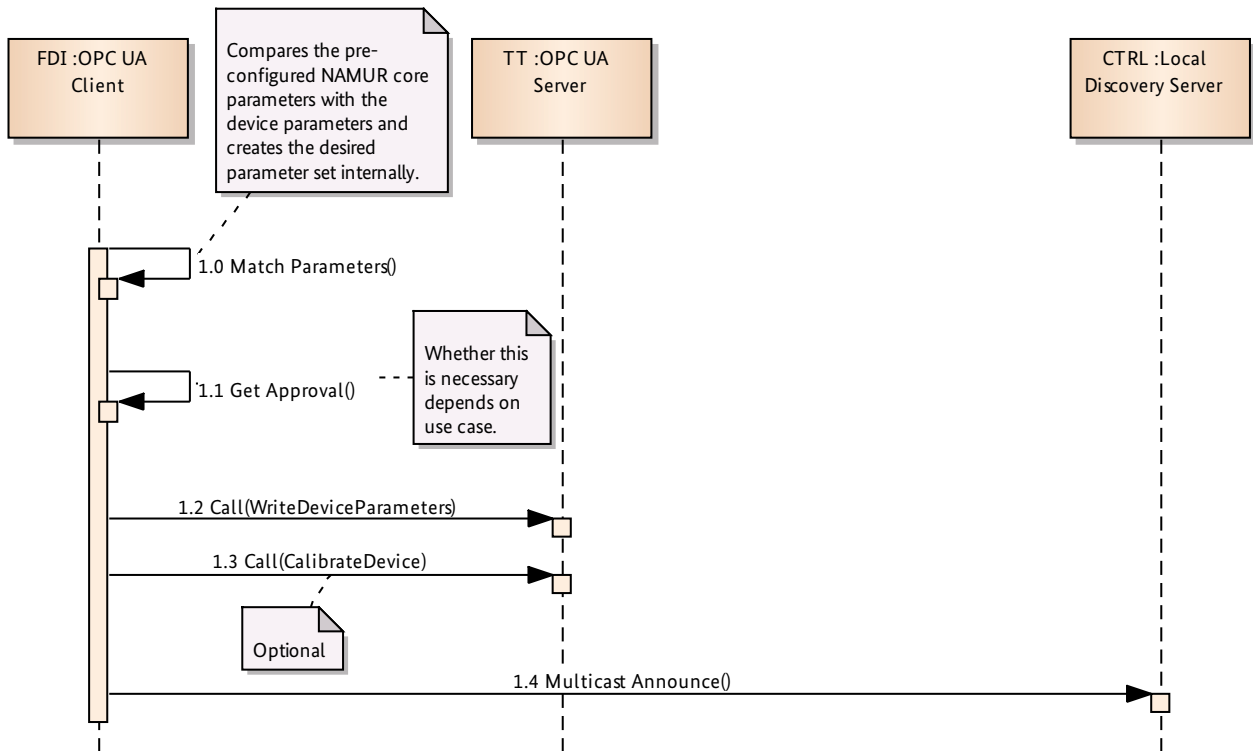 FDI :OPC UA
Client
Compares the pre-
configured NAMUR core
parameters with the
device parameters and
creates the desired
parameter set internally.
TT :OPC UA
Server
CTRL :Local
Discovery Server
1.0 Match Parameters()
1.1 Get Approval()
Whether this
is necessary
depends on
use case.
1.2 Call(WriteDeviceParameters)
1.3 Call(CalibrateDevice)
Optional
1.4 Multicast Announce()